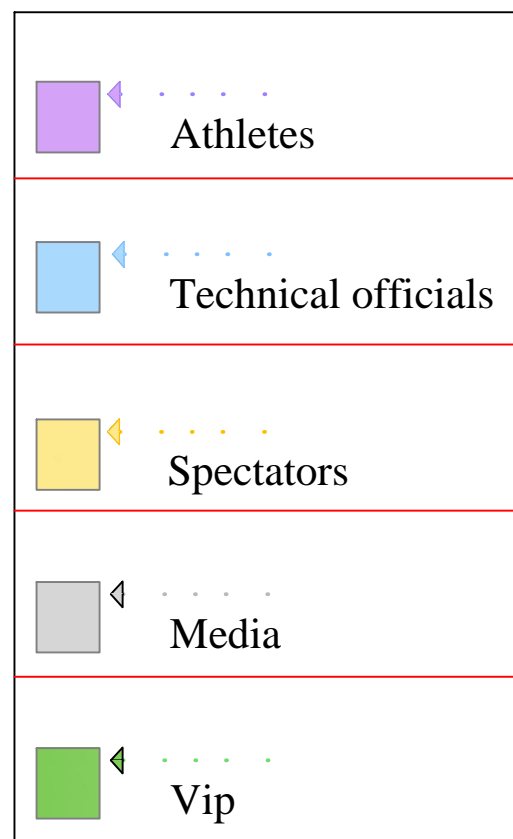 Athletes
Technical officials
Spectators
Media
Vip